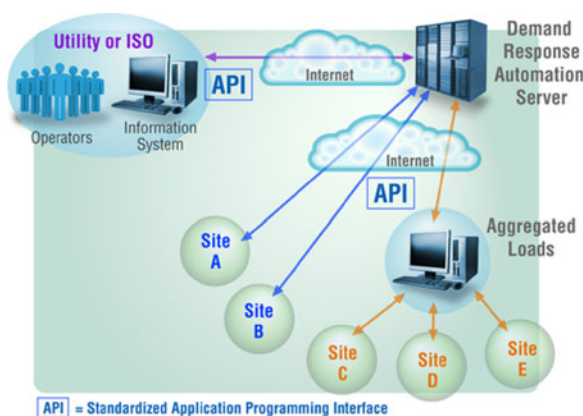 Utility or ISO
Operators
Information
System
API
Internet
Demand
Response
Automation
Server
Internet
API
Site
A
Site
B
Aggregated
Loads
Site
C
Site
D
Site
E
API = Standardized Application Programming Interface